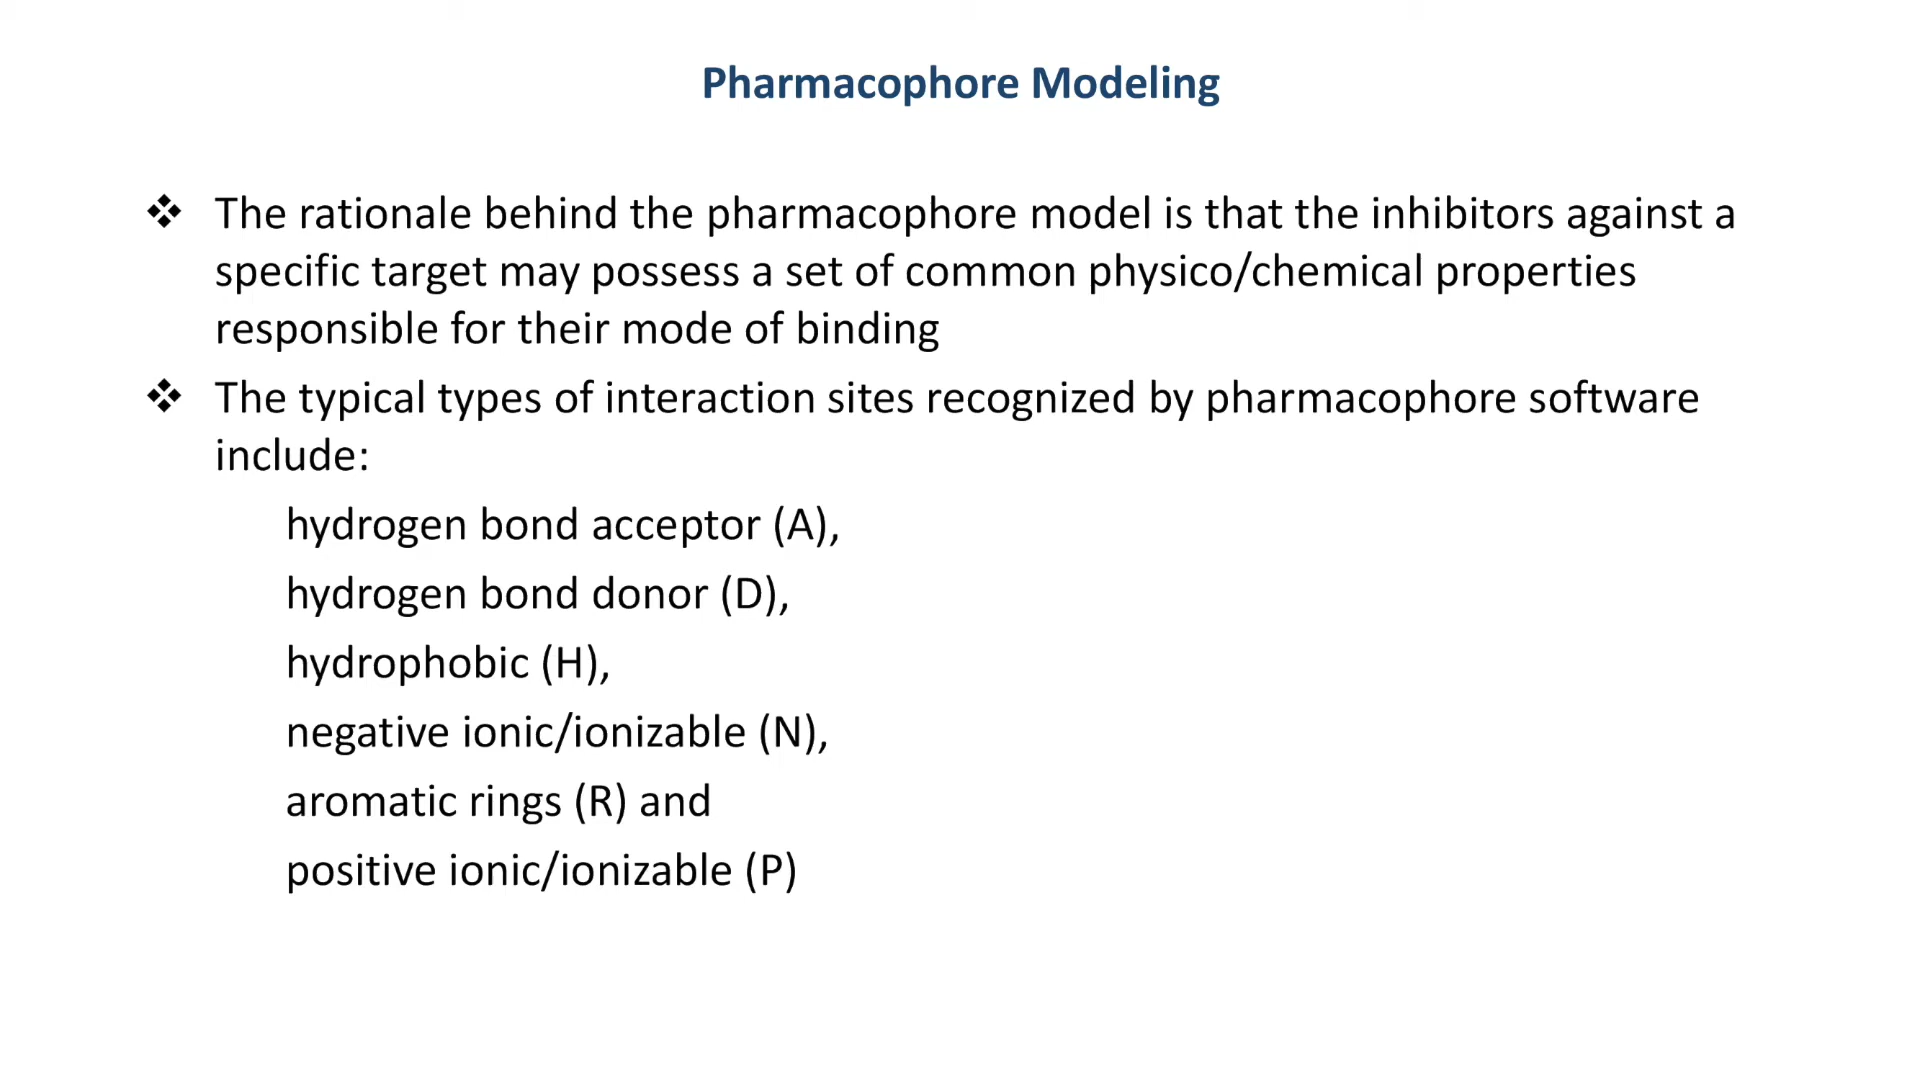 Pharmacophore Modeling
❖ The rationale behind the pharmacophore model is that the inhibitors against a
specific target may possess a set of common physico/chemical properties
responsible for their mode of binding
❖ The typical types of interaction sites recognized by pharmacophore software
include:
hydrogen bond acceptor (A),
hydrogen bond donor (D),
hydrophobic (H),
negative ionic/ionizable (N),
aromatic rings (R) and
positive ionic/ionizable (P)